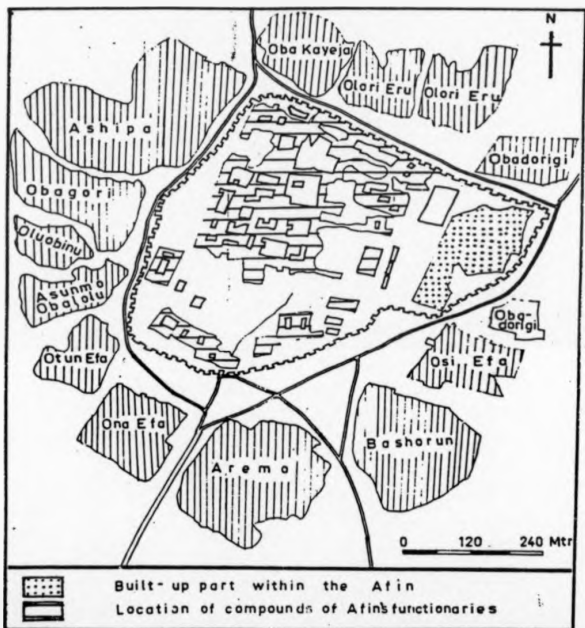 N
Oba Kayeja
Olori Eru
Olori Eru
Ashipa
Obadorigi
Obagori
Oluobinu
Asunmo
Obalolu
Oba-
dorigi
Otun Efa
Osi Efa
Ona Efa
Bashorun
Aremo
0 120 240 Mtr
Built-up part within the Afin
Location of compounds of Afin's functionaries